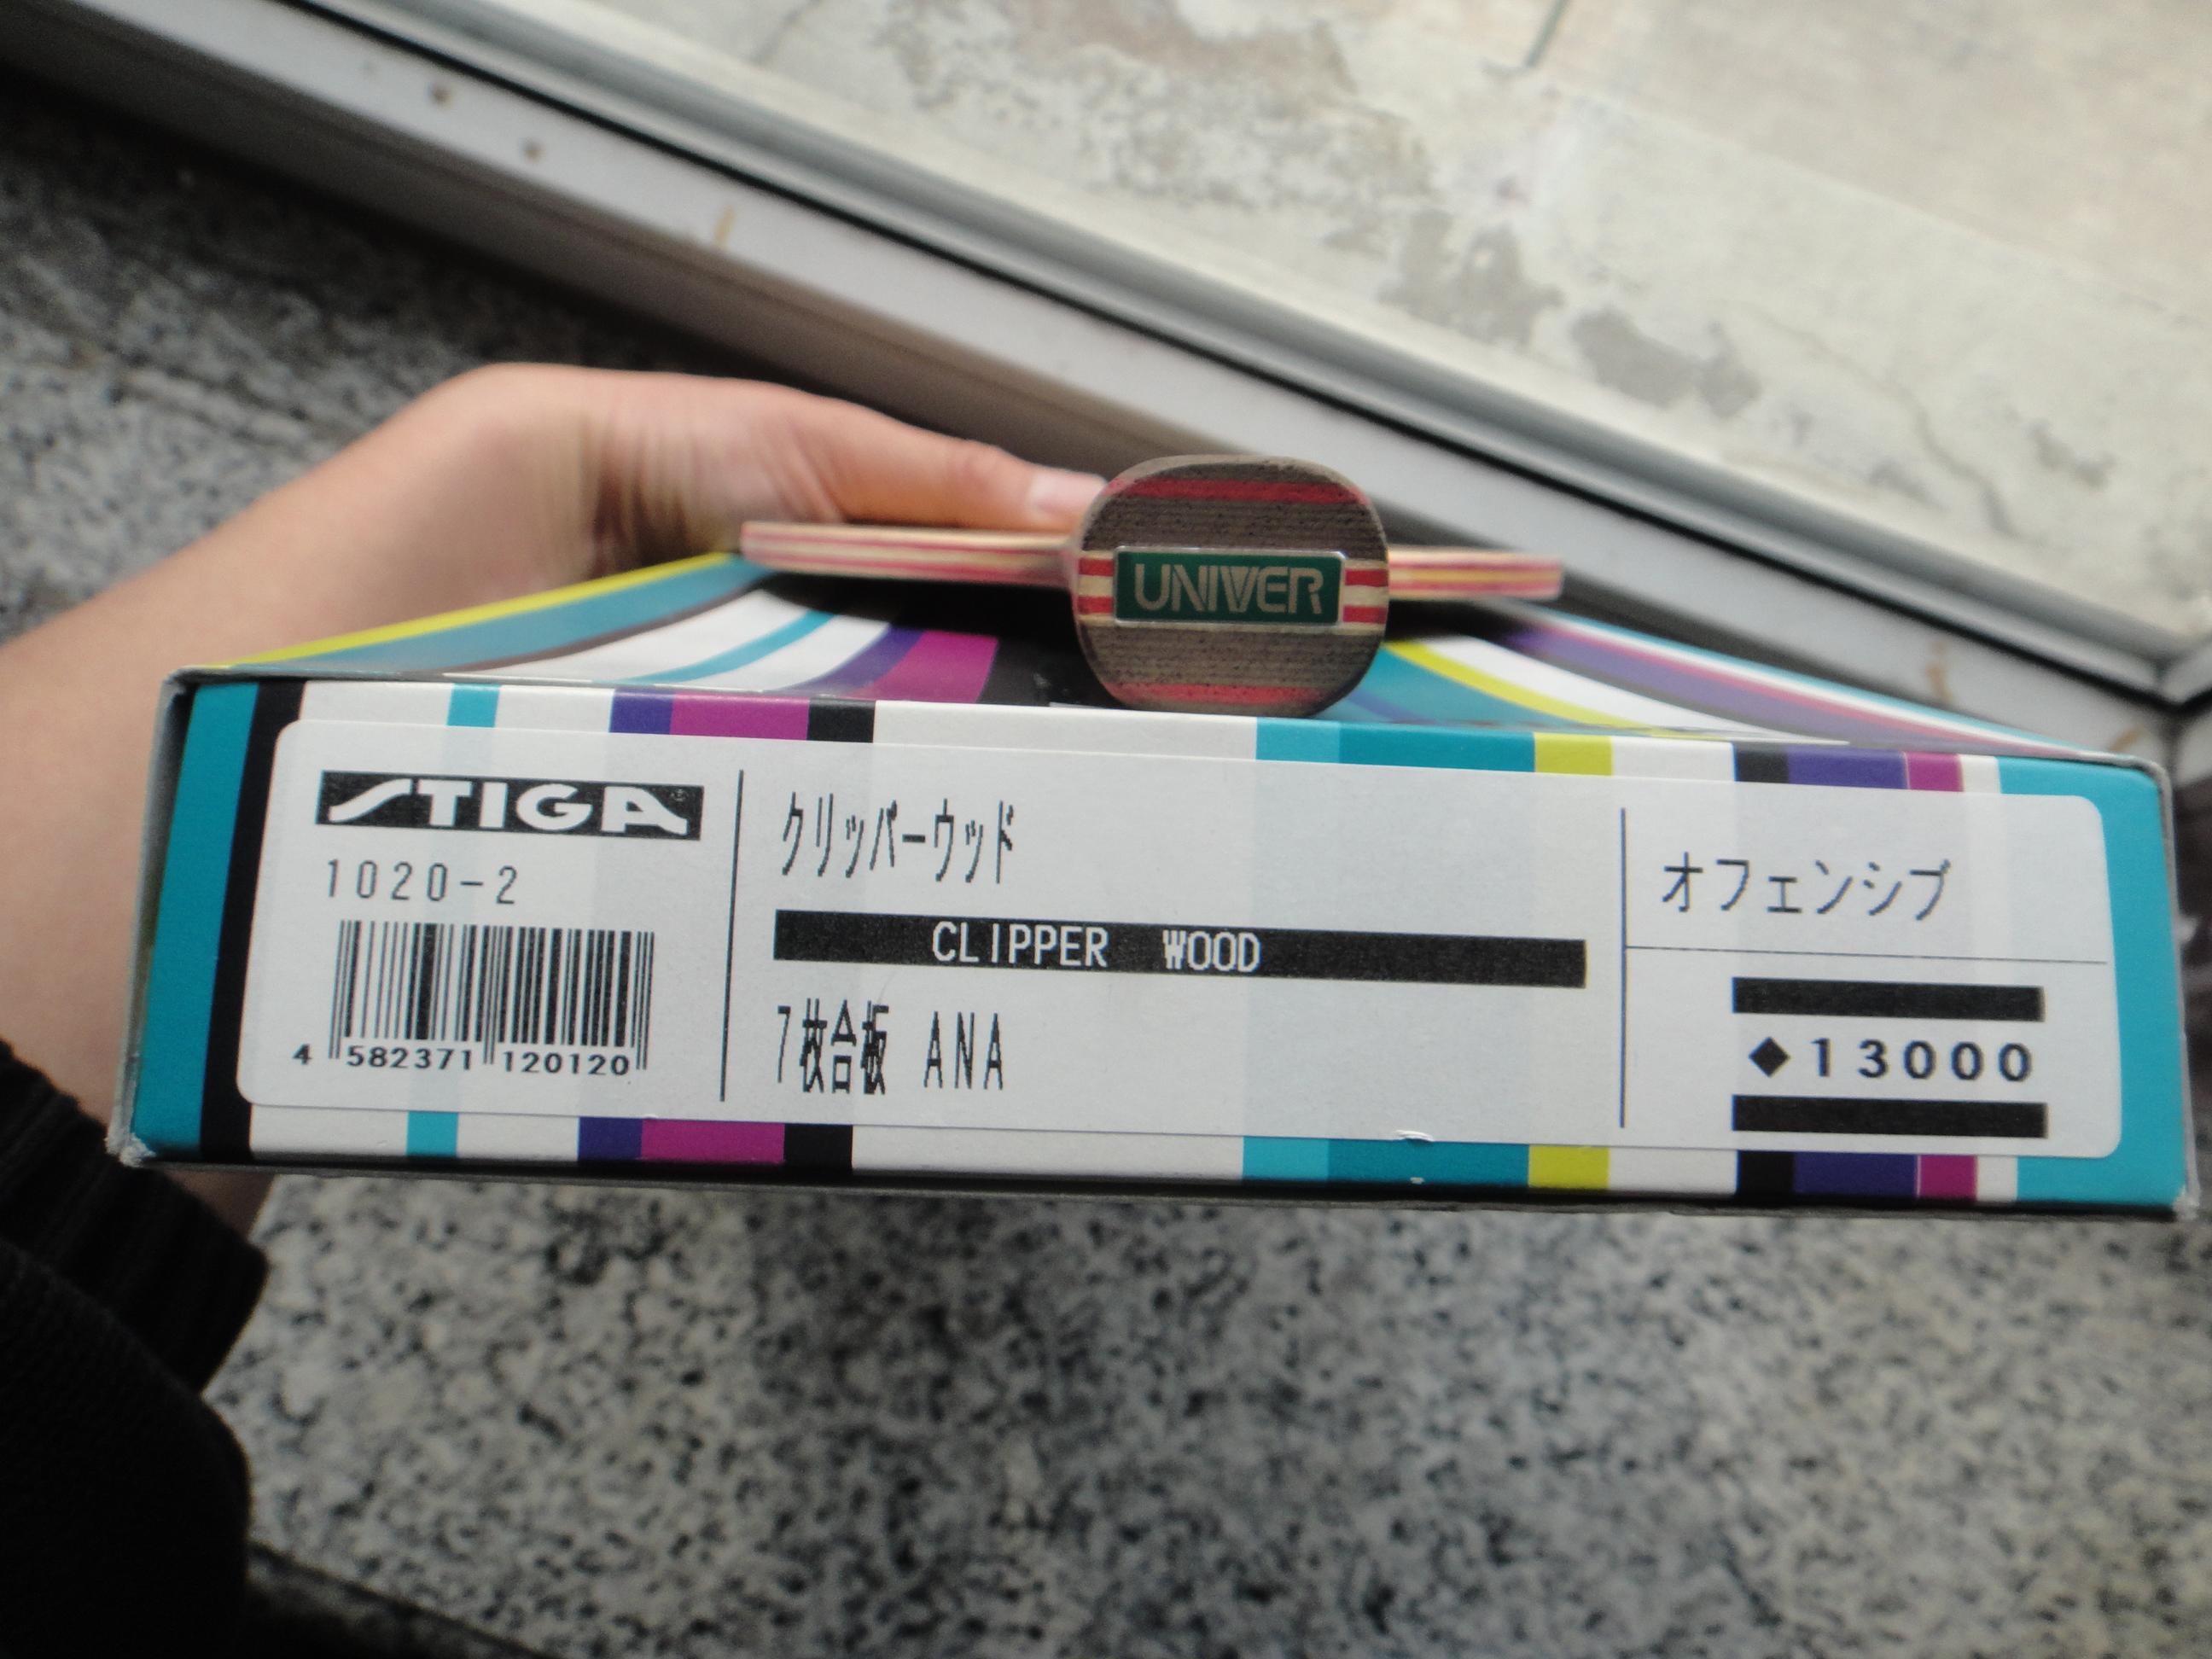 UNIVER
STIGA
1020-2
4 582371 120120
クリッパーウッド
CLIPPER WOOD
7枚合板 ANA
オフェンシブ
◆13000